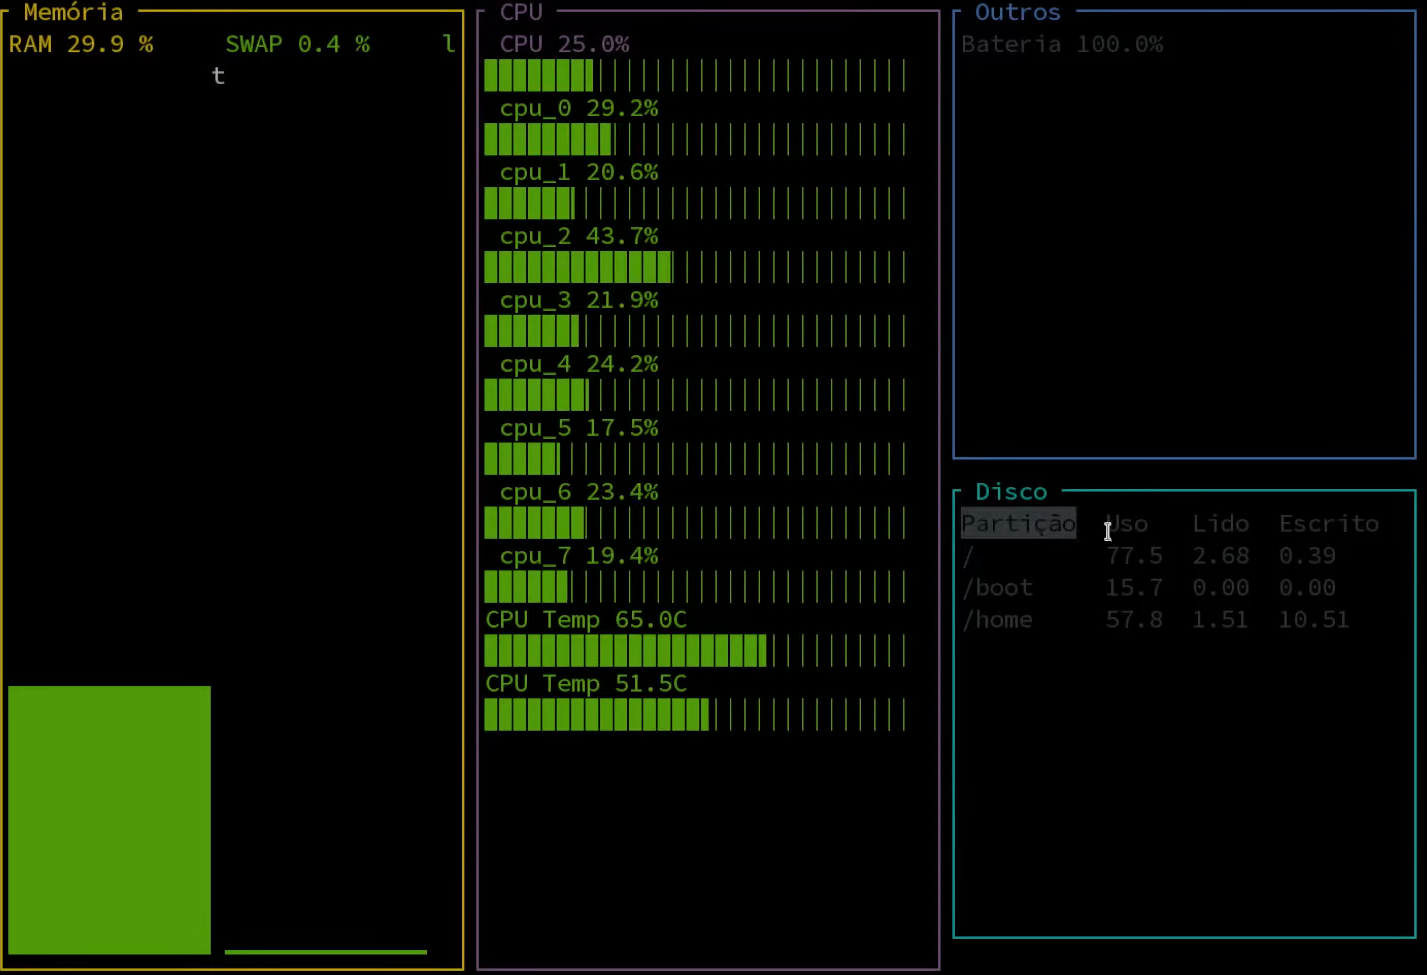 Memória
RAM 29.9 % SWAP 0.4 % l
t
CPU
CPU 25.0%
cpu_0 29.2%
cpu_1 20.6%
cpu_2 43.7%
cpu_3 21.9%
cpu_4 24.2%
cpu_5 17.5%
cpu_6 23.4%
cpu_7 19.4%
CPU Temp 65.0C
CPU Temp 51.5C
Outros
Bateria 100.0%
Disco
Partição Uso Lido Escrito
/ 77.5 2.68 0.39
/boot 15.7 0.00 0.00
/home 57.8 1.51 10.51